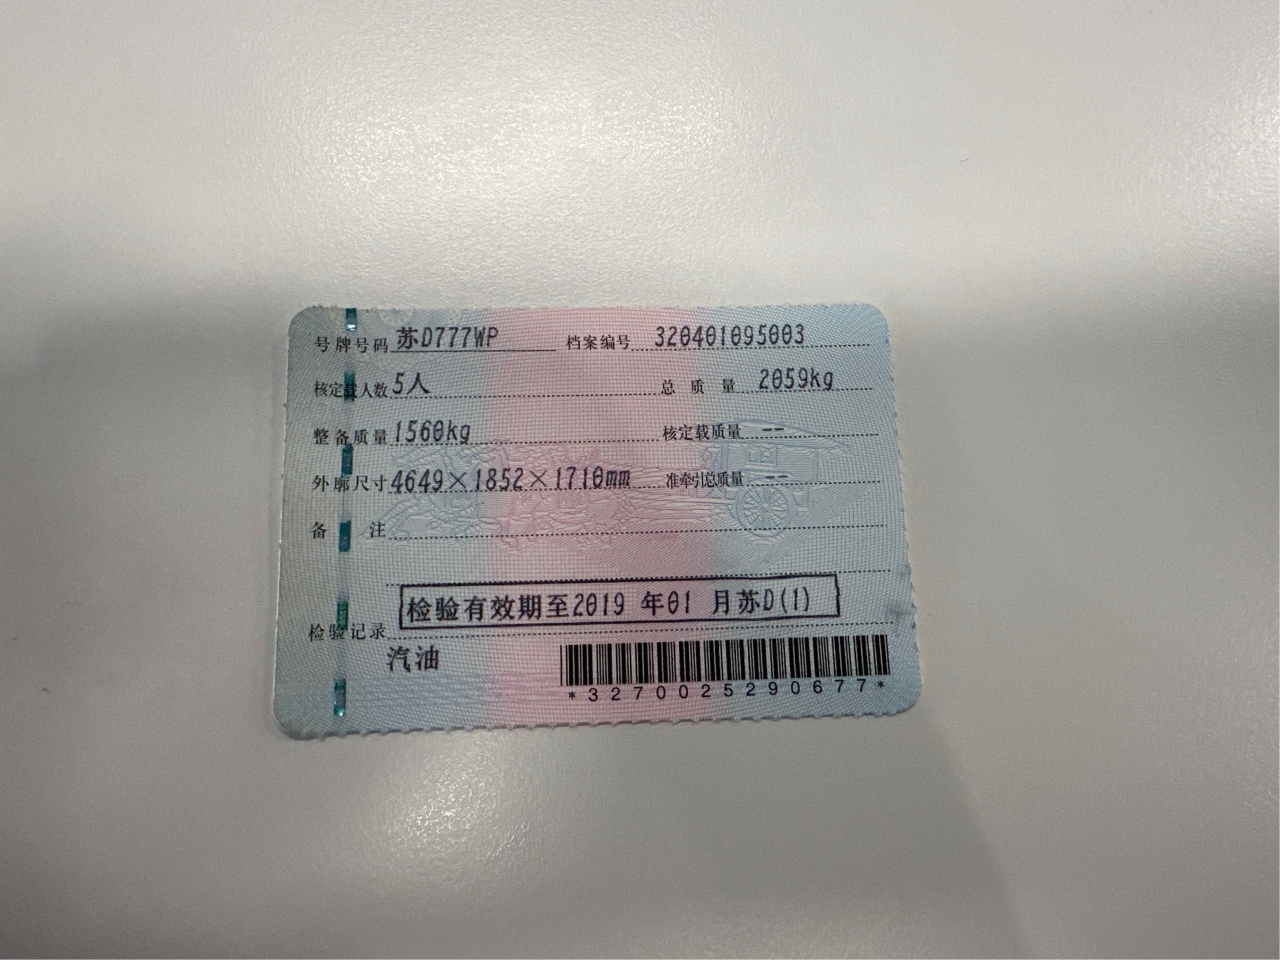 号牌号码 苏D777WP 档案编号 320401095003
核定载人数 5人 总质量 2059kg
整备质量 1560kg 核定载质量 --
外廓尺寸 4649×1852×1710mm 准牵引总质量 --
备注
检验有效期至2019 年01 月苏D(1)
检验记录
汽油
*3270025290677*